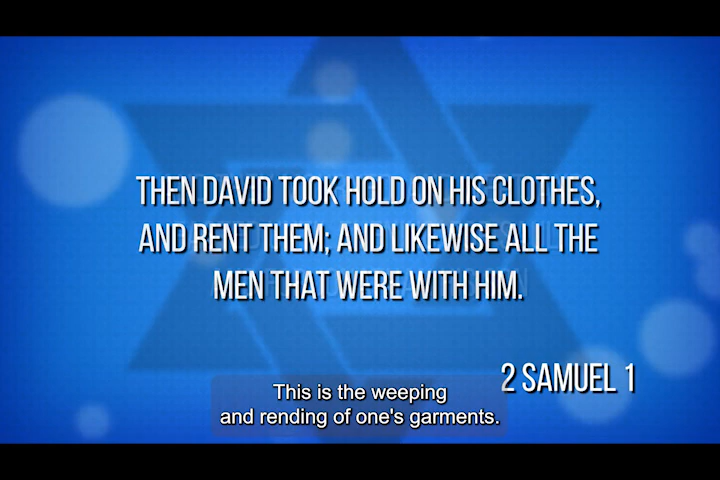 THEN DAVID TOOK HOLD ON HIS CLOTHES,
AND RENT THEM; AND LIKEWISE ALL THE
MEN THAT WERE WITH HIM.
2 SAMUEL 1
This is the weeping
and rending of one's garments.